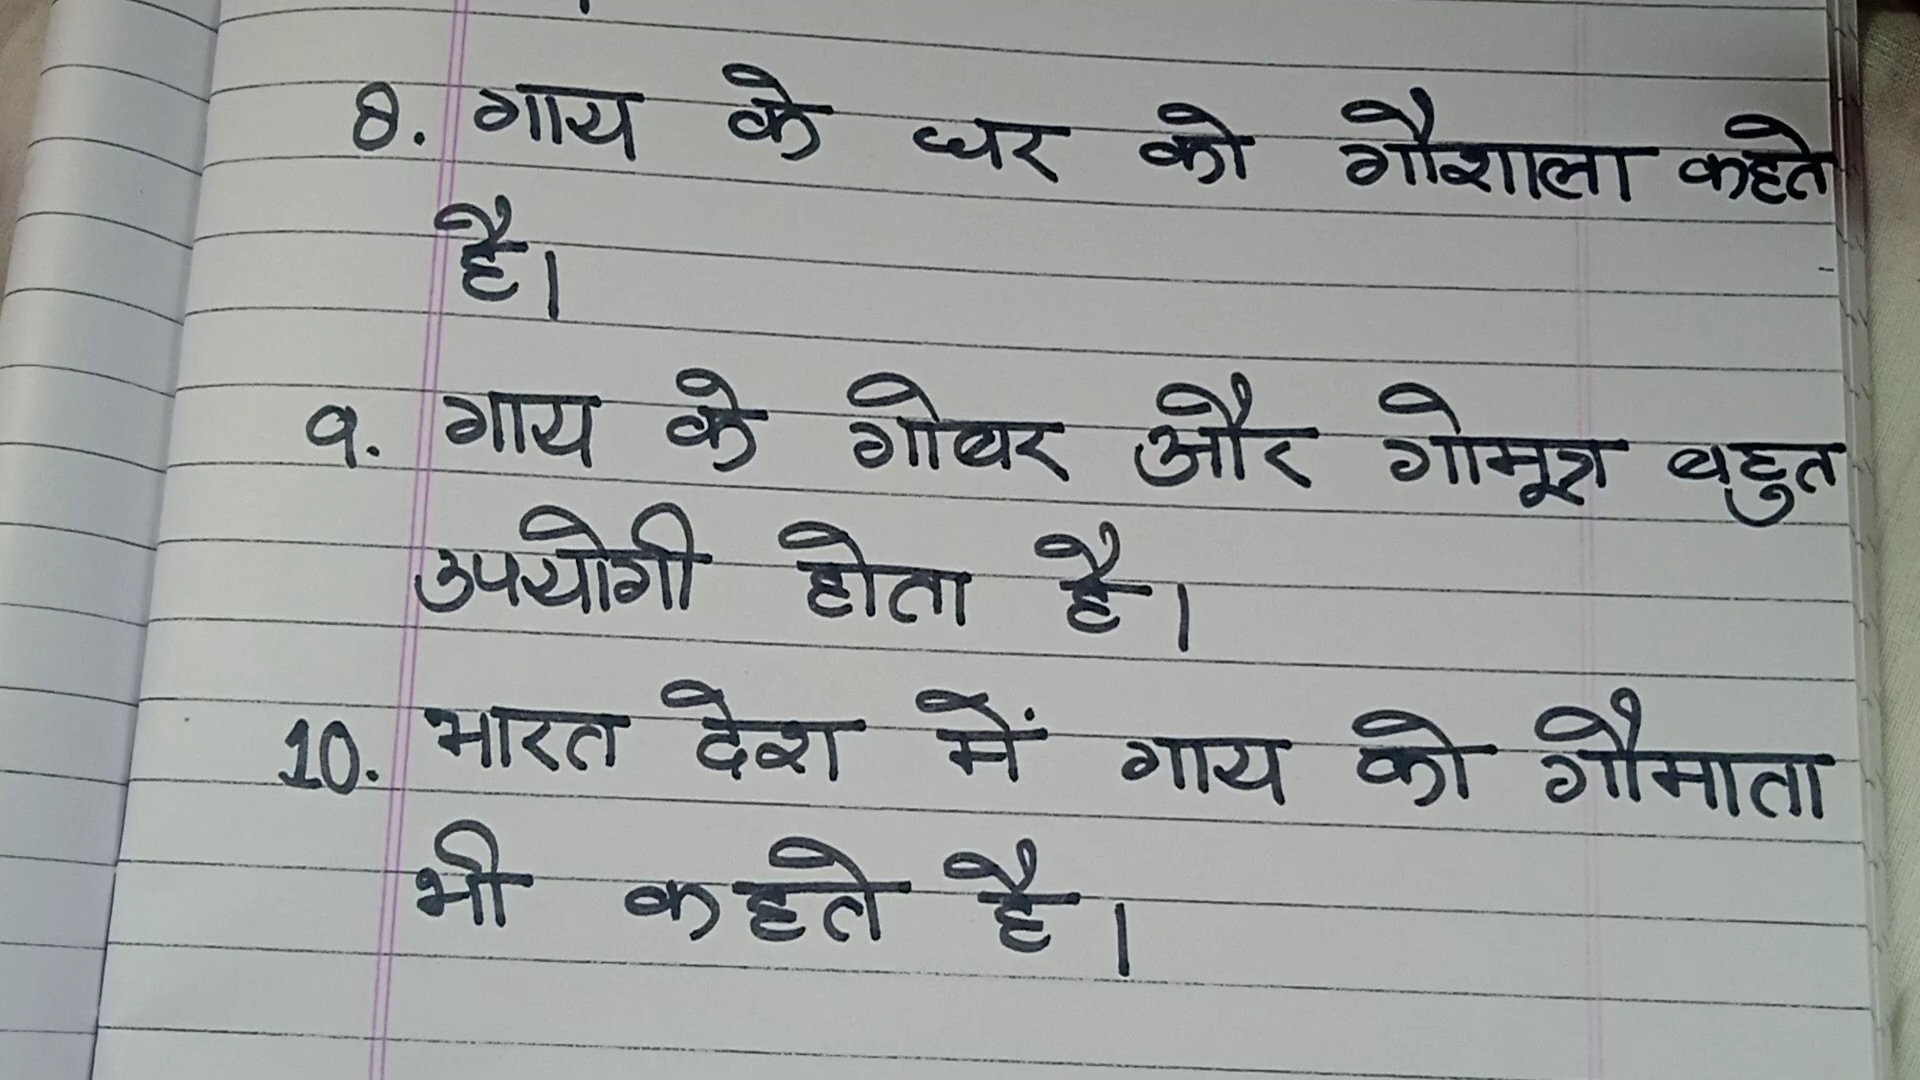 8. गाय के घर को गौशाला कहते
है।
9. गाय के गोबर और गोमूत्र बहुत
उपयोगी होता है।
10. भारत देश में गाय को गौमाता
भी कहते है।